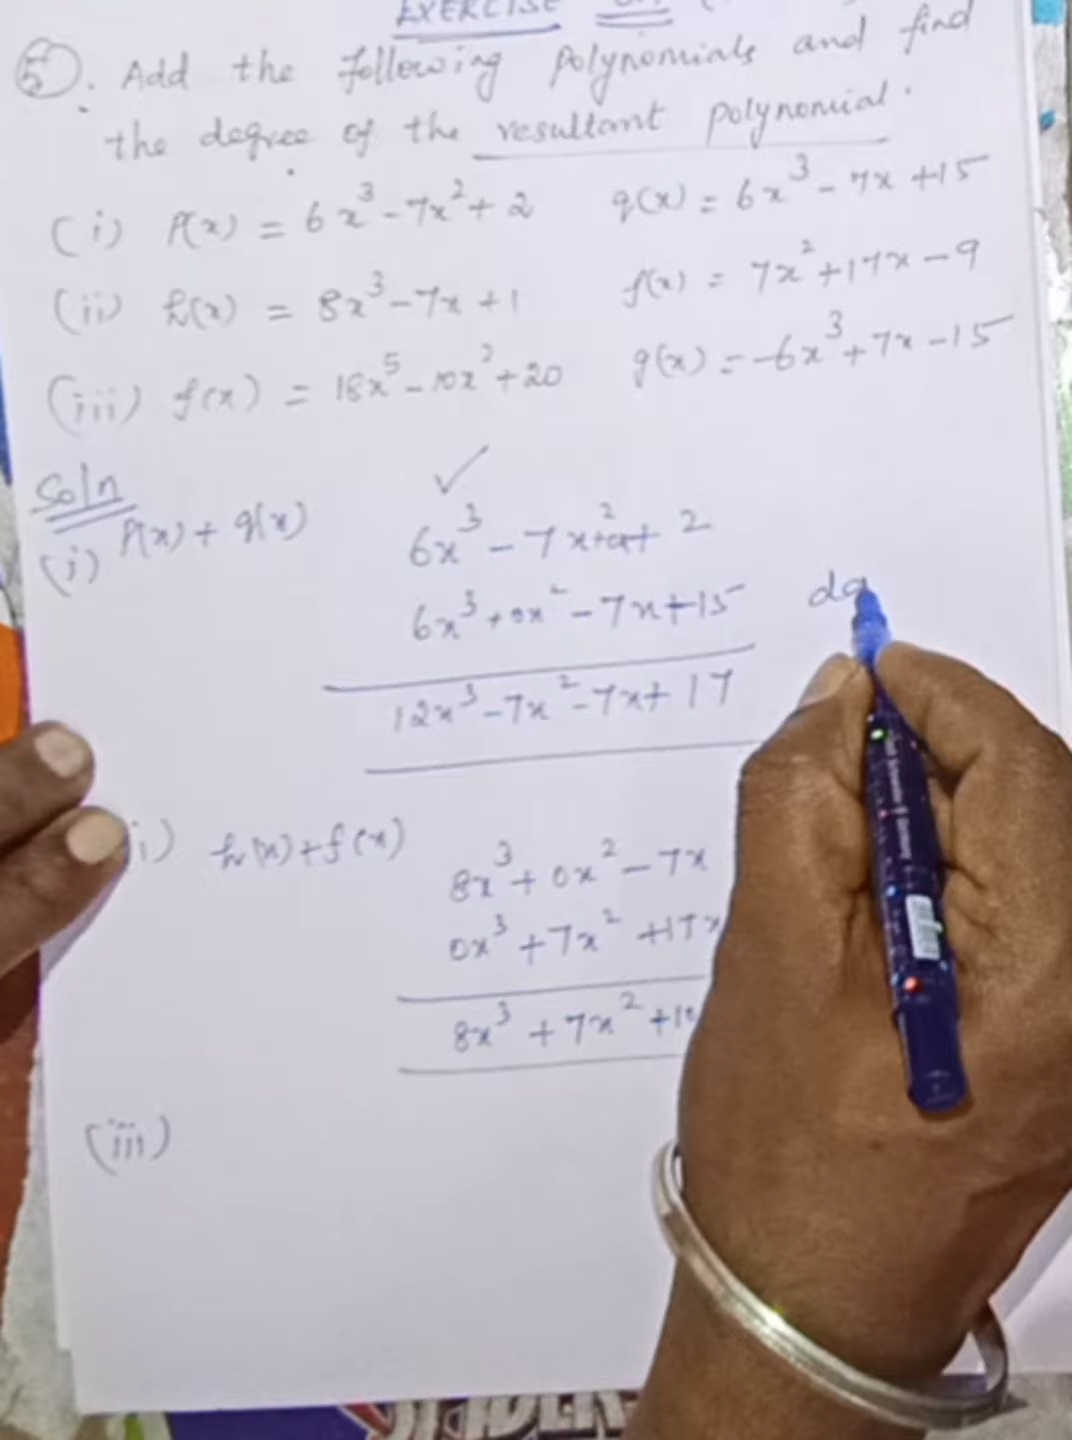 EXERCISE
5. Add the following polynomials and find
the degree of the resultant polynomial.
(i) P(x) = 6x³ - 7x² + 2 q(x) = 6x³ - 7x + 15
(ii) h(x) = 8x³ - 7x + 1 f(x) = 7x² + 17x - 9
(iii) f(x) = 18x⁵ - 10x² + 20 g(x) = -6x³ + 7x - 15
Soln
(i) P(x) + q(x) 6x³ - 7x² + 0x + 2
6x³ + 0x² - 7x + 15
12x³ - 7x² - 7x + 17
i) h(x) + f(x) 8x³ + 0x² - 7x
0x³ + 7x² + 17x
8x³ + 7x² + 10
(iii)